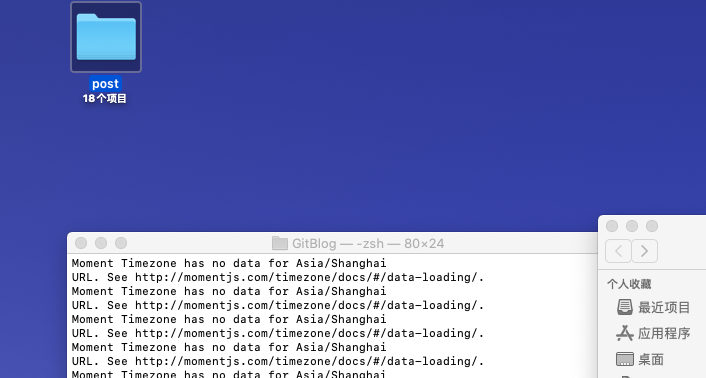 post
18个项目
GitBlog — -zsh — 80×24
Moment Timezone has no data for Asia/Shanghai
URL. See http://momentjs.com/timezone/docs/#/data-loading/.
Moment Timezone has no data for Asia/Shanghai
URL. See http://momentjs.com/timezone/docs/#/data-loading/.
Moment Timezone has no data for Asia/Shanghai
URL. See http://momentjs.com/timezone/docs/#/data-loading/.
Moment Timezone has no data for Asia/Shanghai
URL. See http://momentjs.com/timezone/docs/#/data-loading/.
Moment Timezone has no data for Asia/Shanghai
个人收藏
最近项目
应用程序
桌面